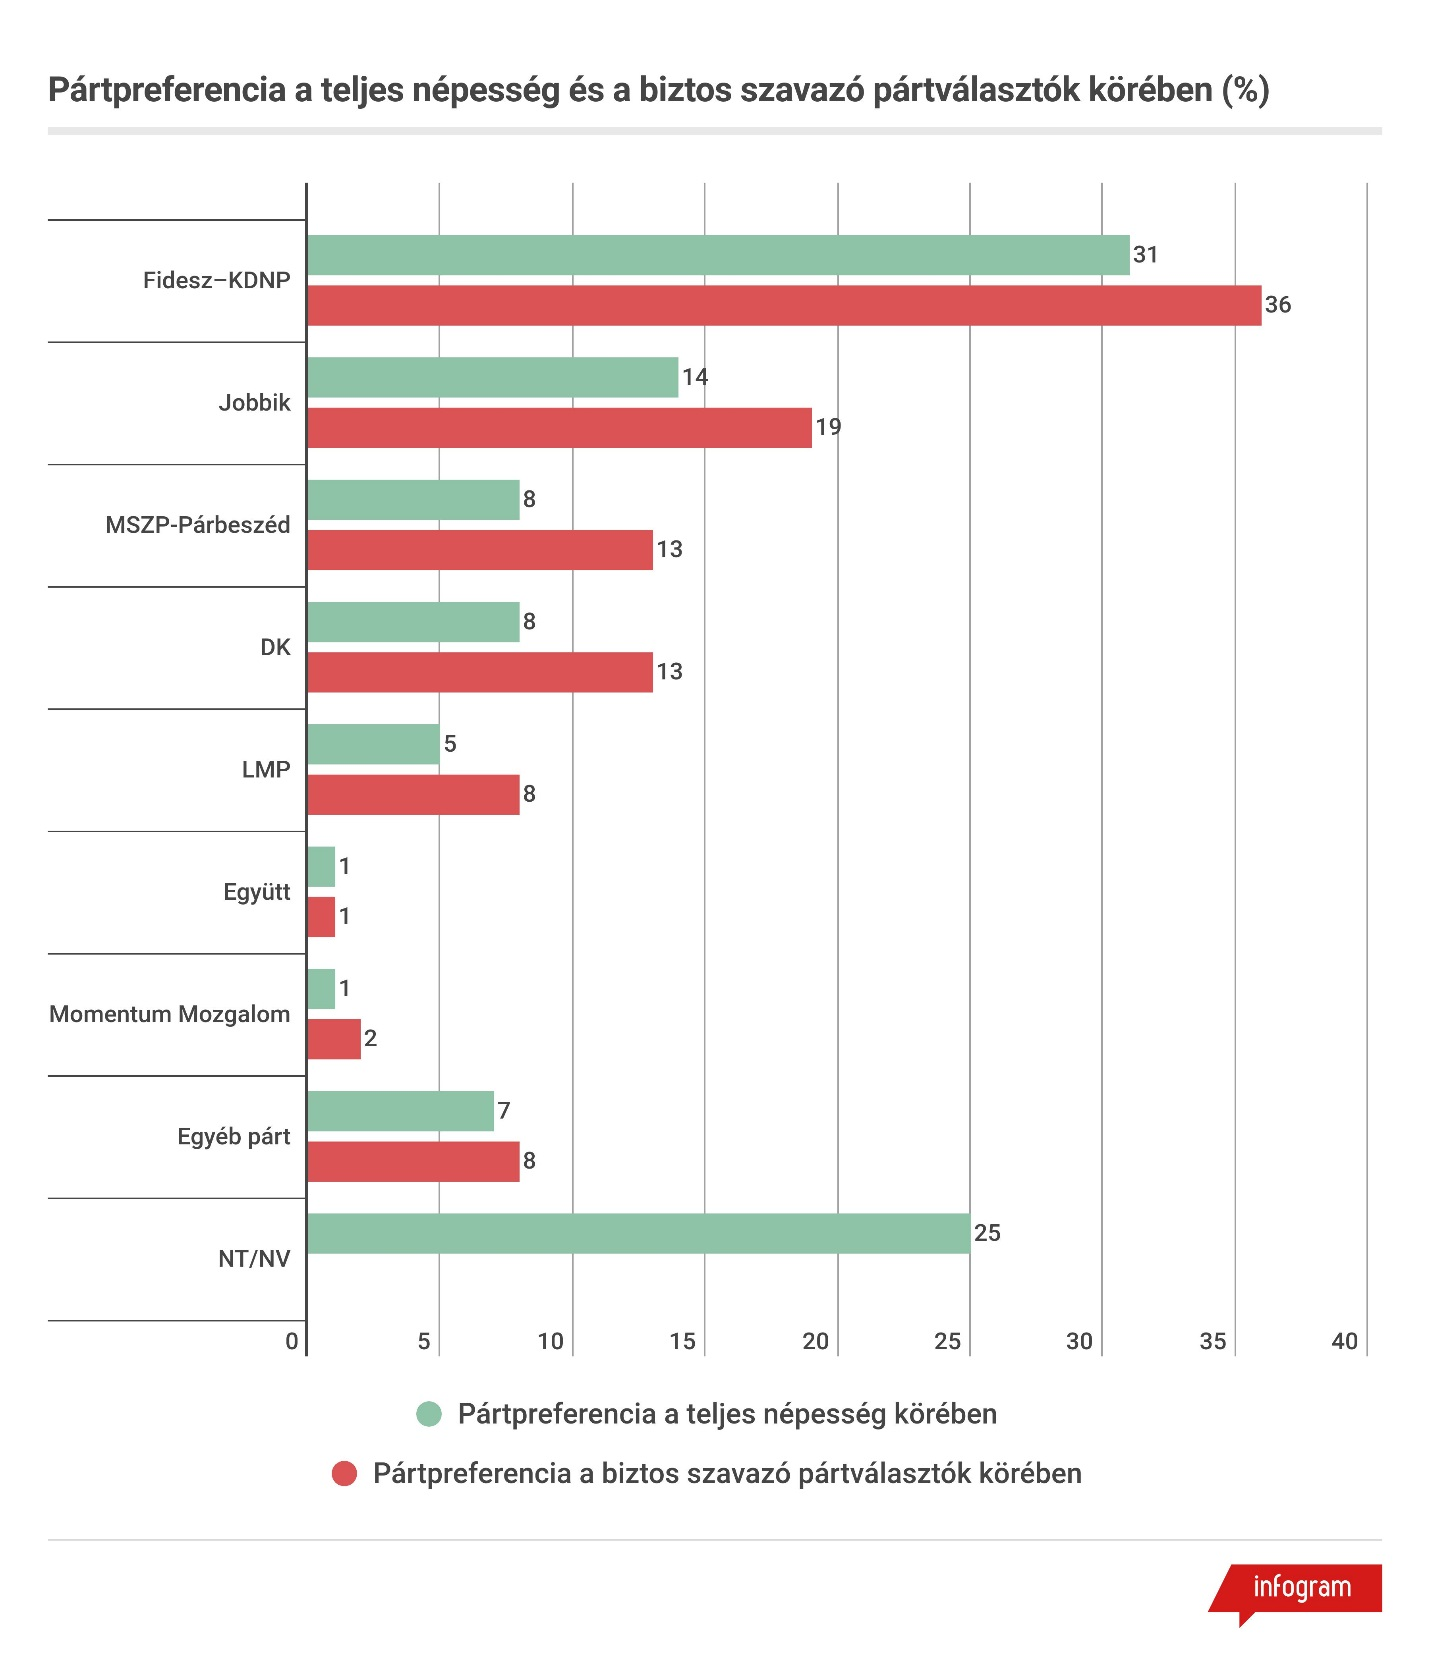 Pártpreferencia a teljes népesség és a biztos szavazó pártválasztók körében (%)
Fidesz–KDNP
31
36
Jobbik
14
19
MSZP-Párbeszéd
8
13
DK
8
13
LMP
5
8
Együtt
1
1
Momentum Mozgalom
1
2
Egyéb párt
7
8
NT/NV
25
0 5 10 15 20 25 30 35 40
Pártpreferencia a teljes népesség körében
Pártpreferencia a biztos szavazó pártválasztók körében
infogram